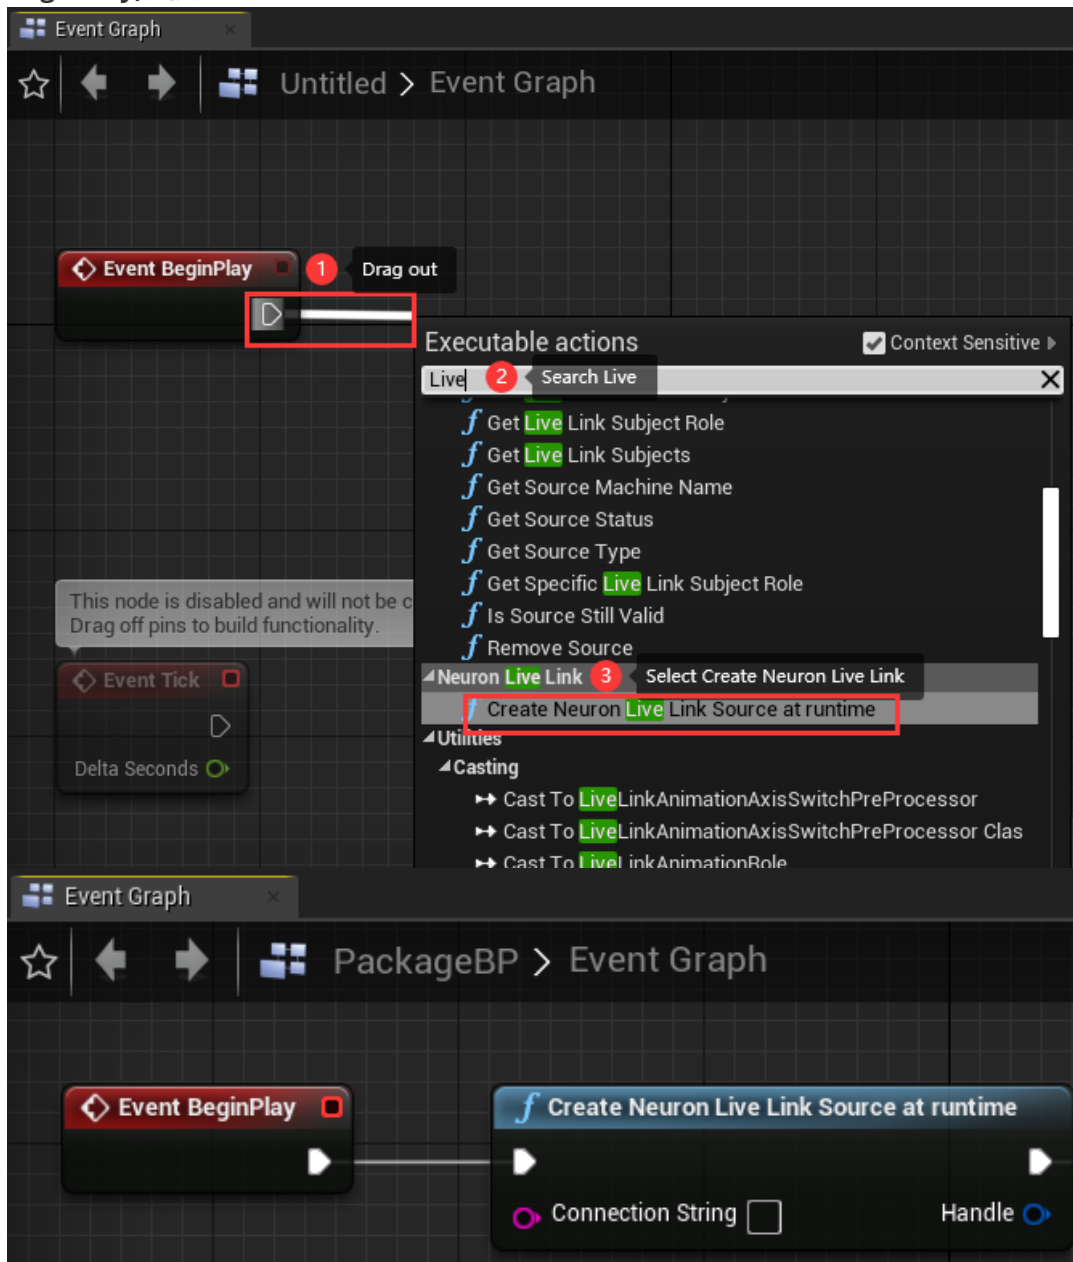 Event Graph
Untitled > Event Graph
Event BeginPlay
1 Drag out
Executable actions
Context Sensitive
Live
2 Search Live
Get Live Link Subject Role
Get Live Link Subjects
Get Source Machine Name
Get Source Status
Get Source Type
Get Specific Live Link Subject Role
Is Source Still Valid
Remove Source
Neuron Live Link
3 Select Create Neuron Live Link
Create Neuron Live Link Source at runtime
Utilities
Casting
Cast To LiveLinkAnimationAxisSwitchPreProcessor
Cast To LiveLinkAnimationAxisSwitchPreProcessor Clas
Cast To LiveLinkAnimationRole
This node is disabled and will not be c
Drag off pins to build functionality.
Event Tick
Delta Seconds
Event Graph
PackageBP > Event Graph
Event BeginPlay
f Create Neuron Live Link Source at runtime
Connection String
Handle